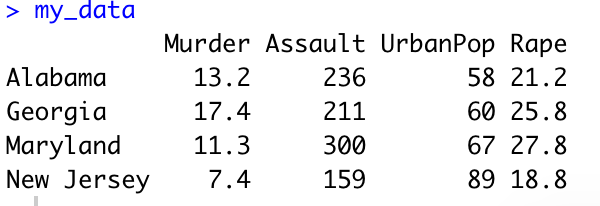 > my_data
Murder Assault UrbanPop Rape
Alabama 13.2 236 58 21.2
Georgia 17.4 211 60 25.8
Maryland 11.3 300 67 27.8
New Jersey 7.4 159 89 18.8